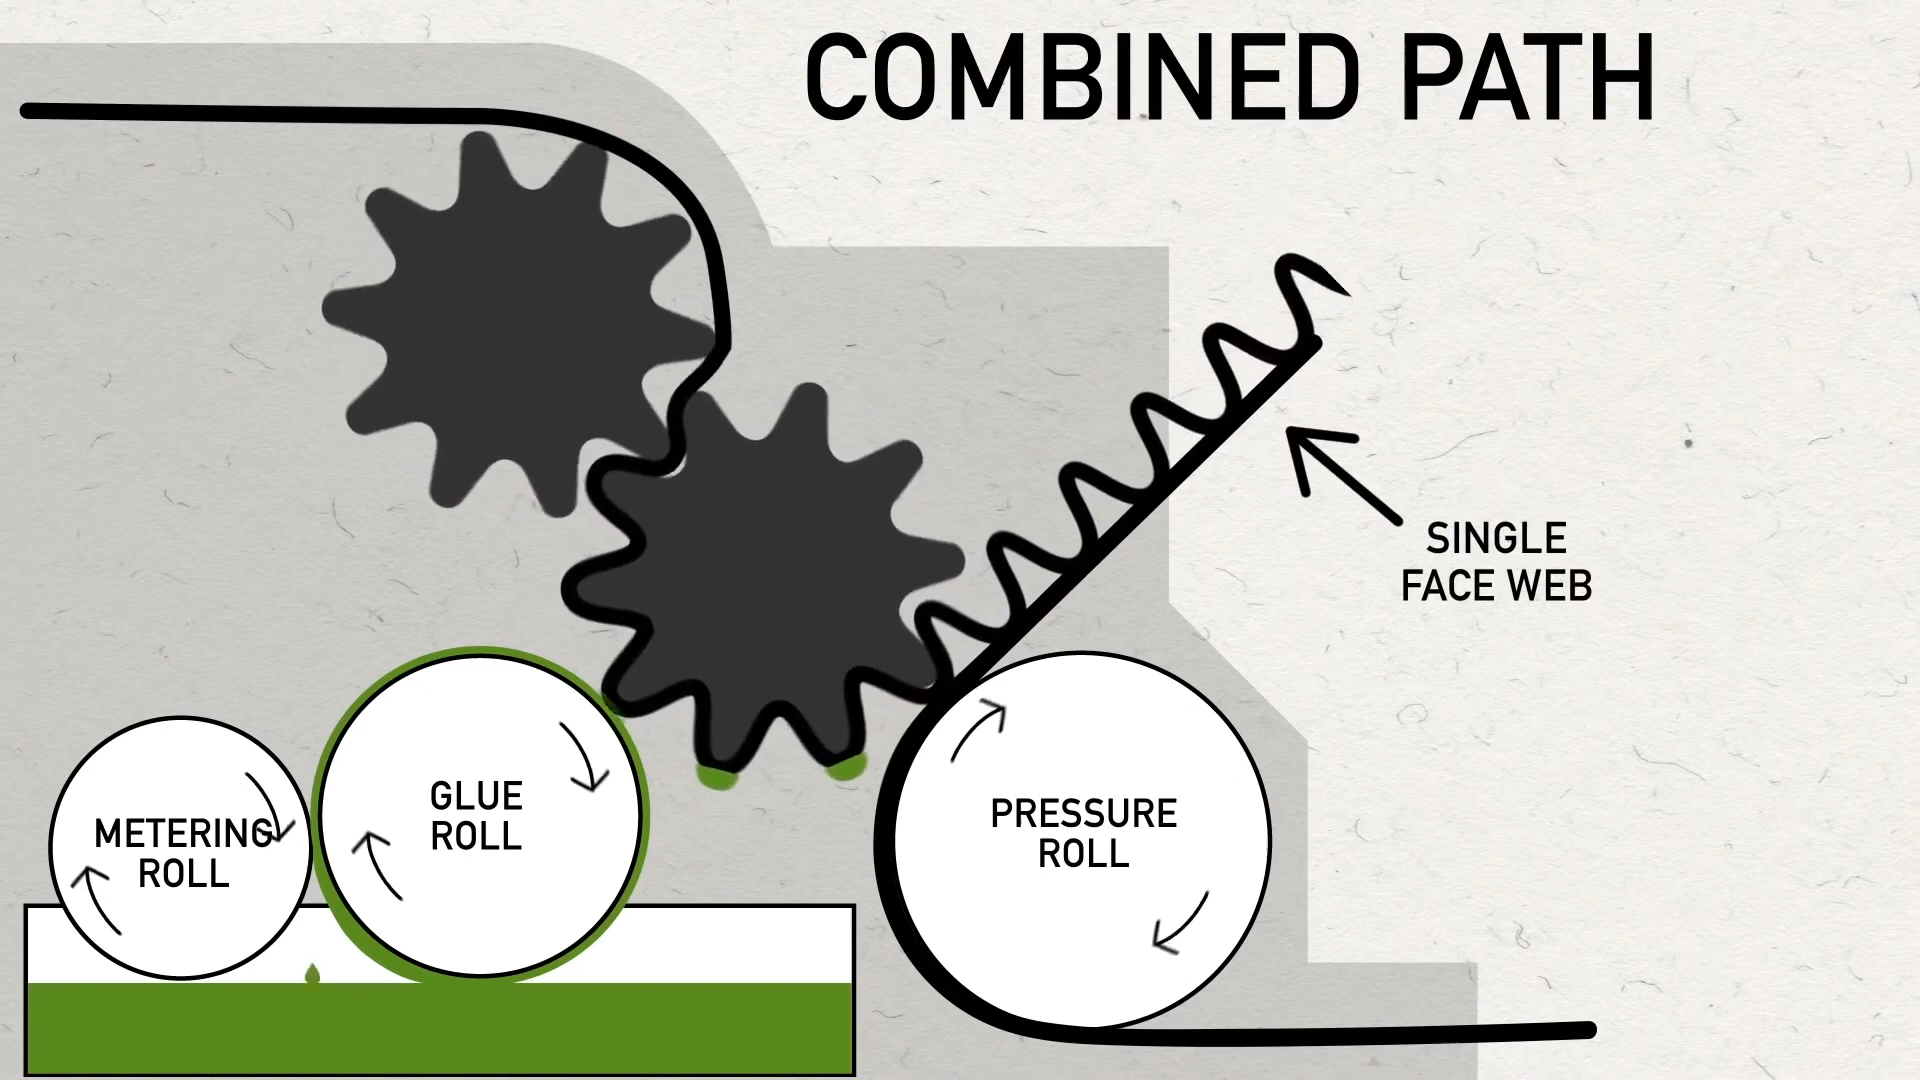 COMBINED PATH
SINGLE
FACE WEB
GLUE
ROLL
METERING
ROLL
PRESSURE
ROLL